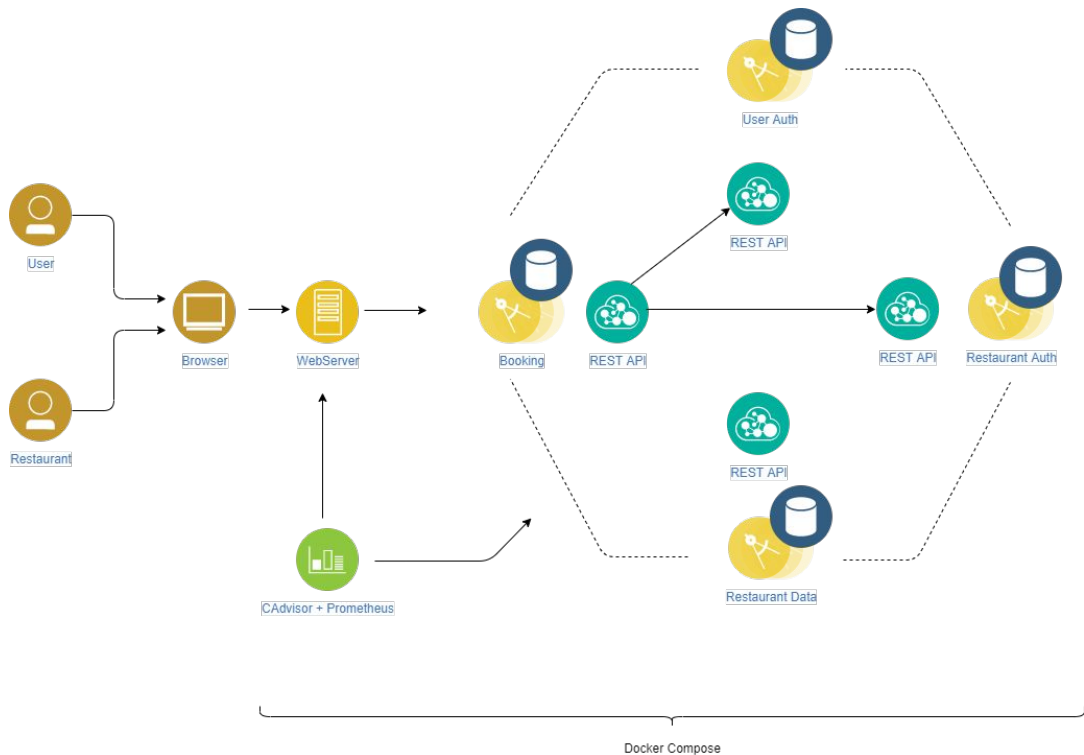 User Auth
User
REST API
Browser
WebServer
Booking
REST API
REST API
Restaurant Auth
Restaurant
REST API
CAdvisor + Prometheus
Restaurant Data
Docker Compose